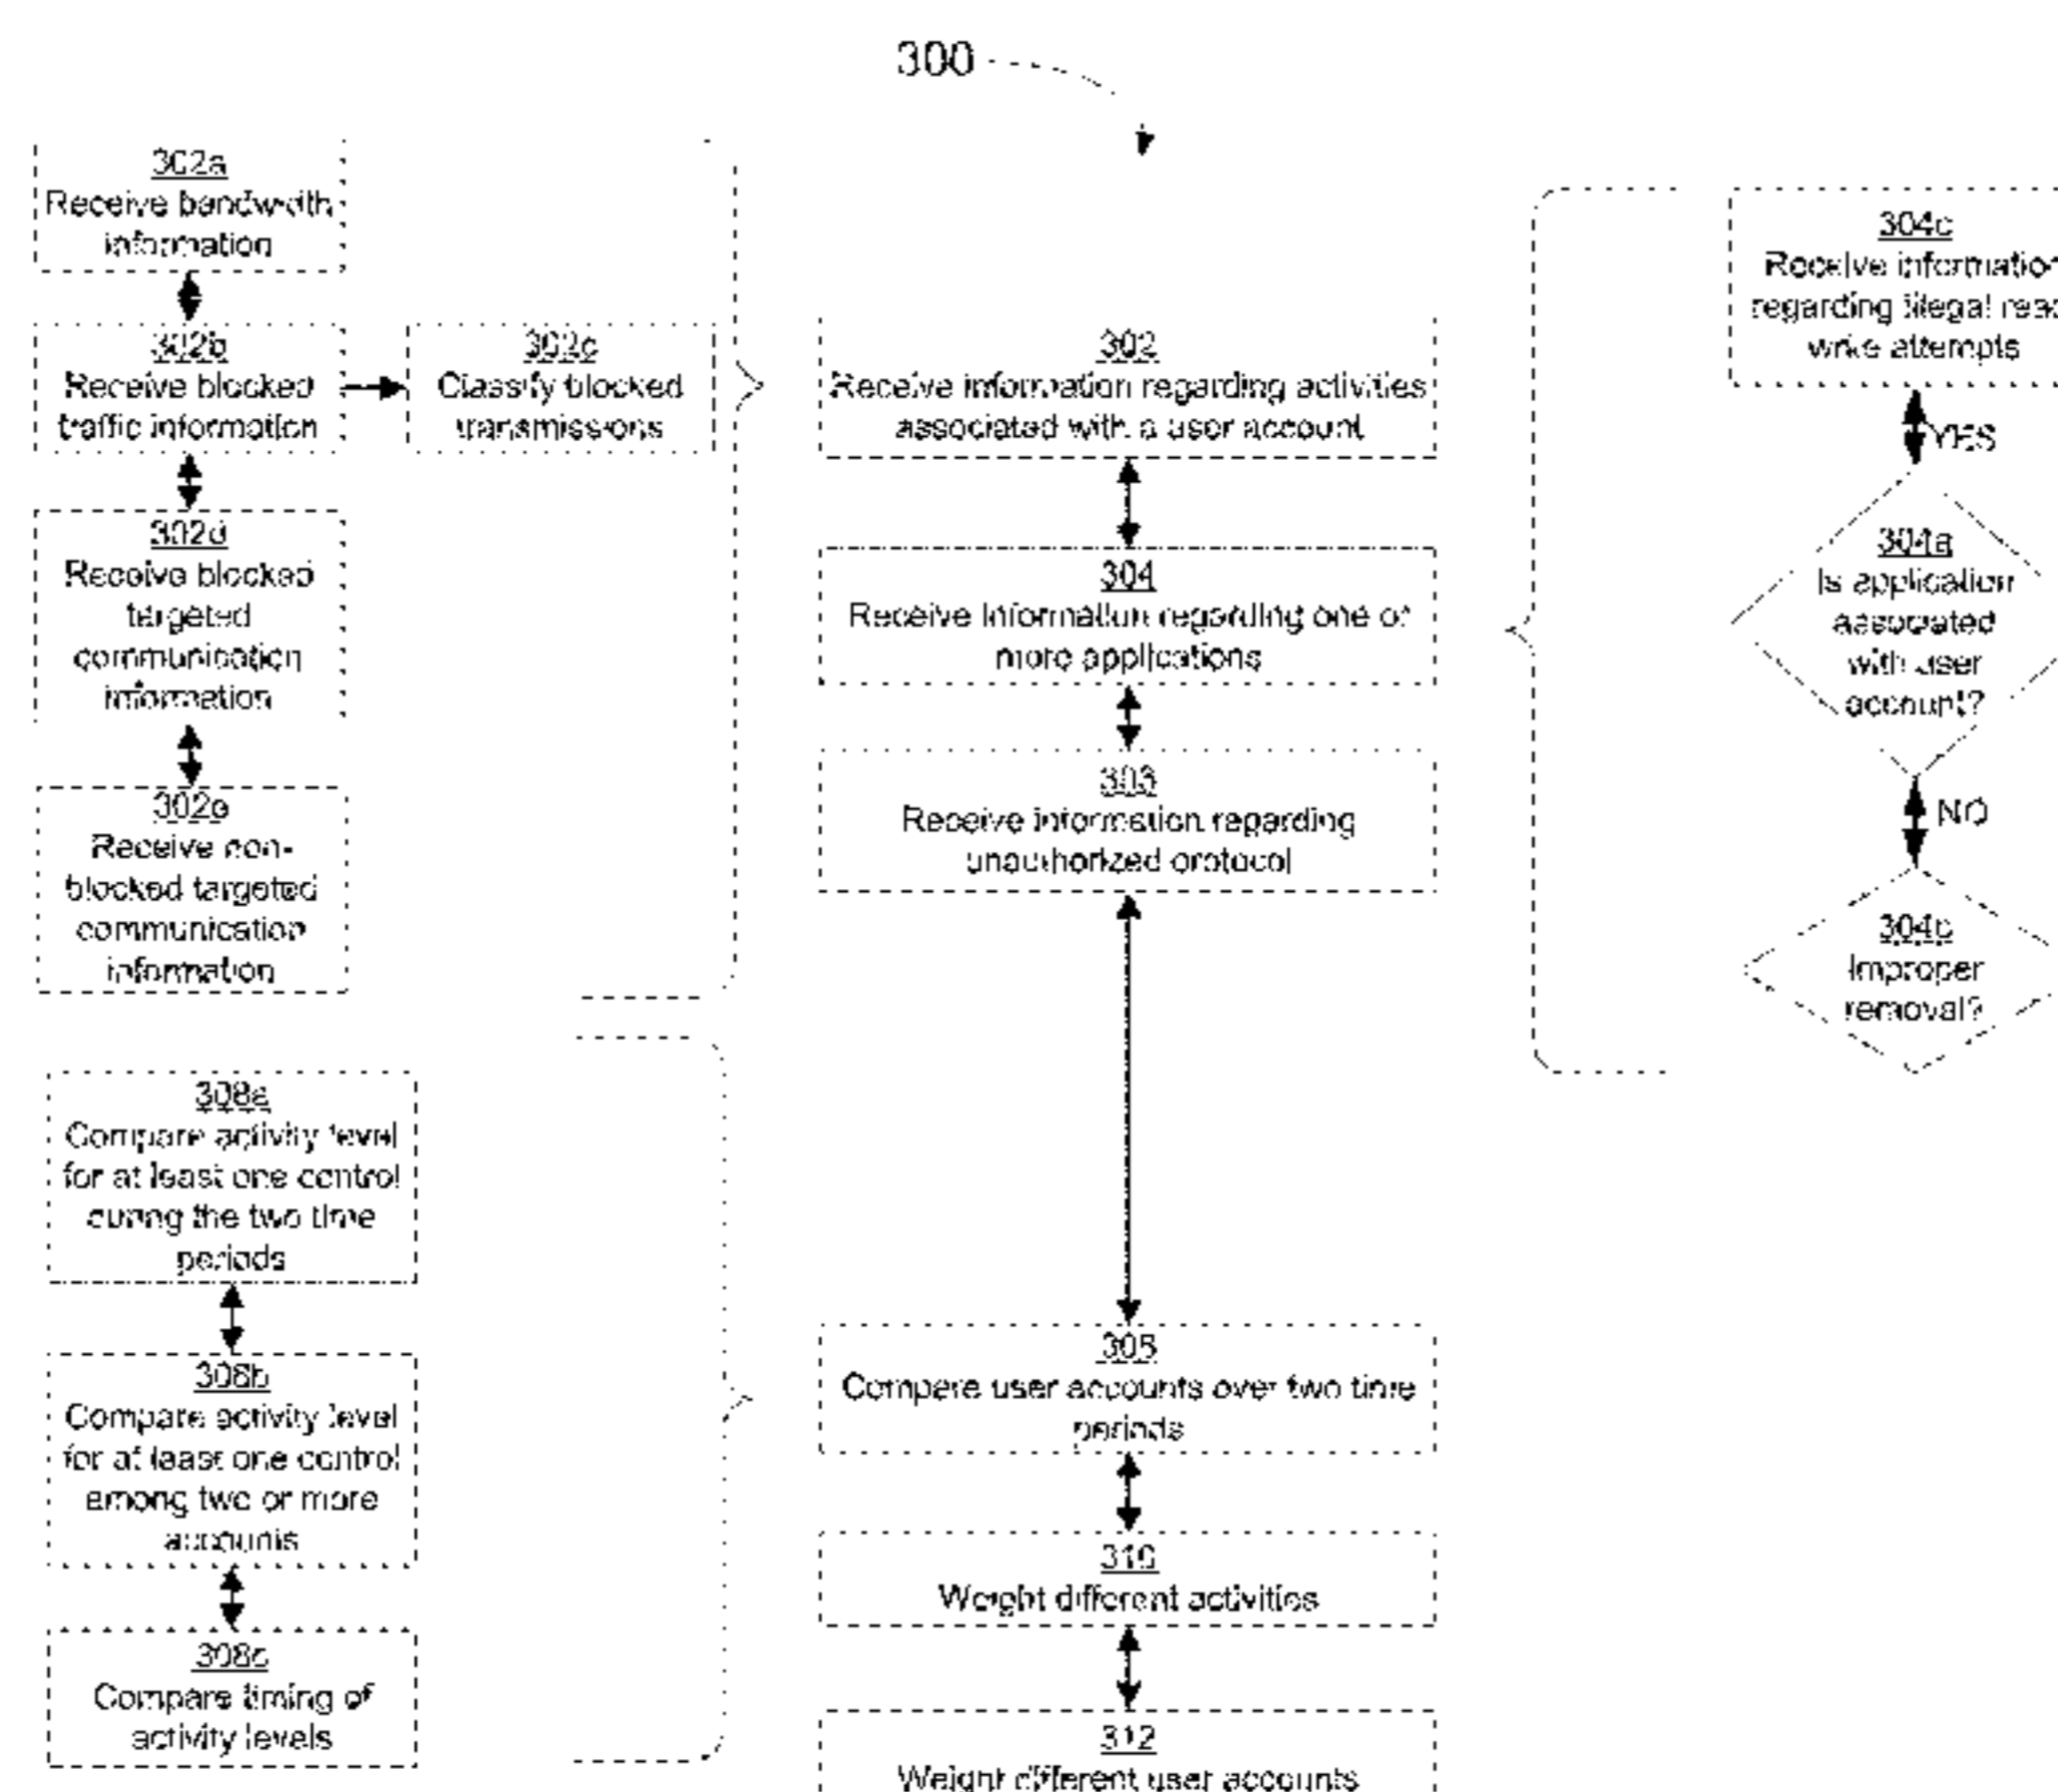 300
302a
Receive bandwidth
information
302b
Receive blocked
traffic information
302c
Classify blocked
transmissions
302d
Receive blocked
targeted
communication
information
302e
Receive non-
blocked targeted
communication
information
302
Receive information regarding activities
associated with a user account
304
Receive information regarding one or
more applications
303
Receive information regarding
unauthorized protocol
304c
Receive information
regarding illegal
write attempts
YES
304a
Is application
associated
with user
account?
NO
304b
Improper
removal?
308a
Compare activity level
for at least one control
during the two time
periods
308b
Compare activity level
for at least one control
among two or more
accounts
308c
Compare timing of
activity levels
Compare user accounts over two time
periods
310
Weight different activities
312
Weight different user accounts